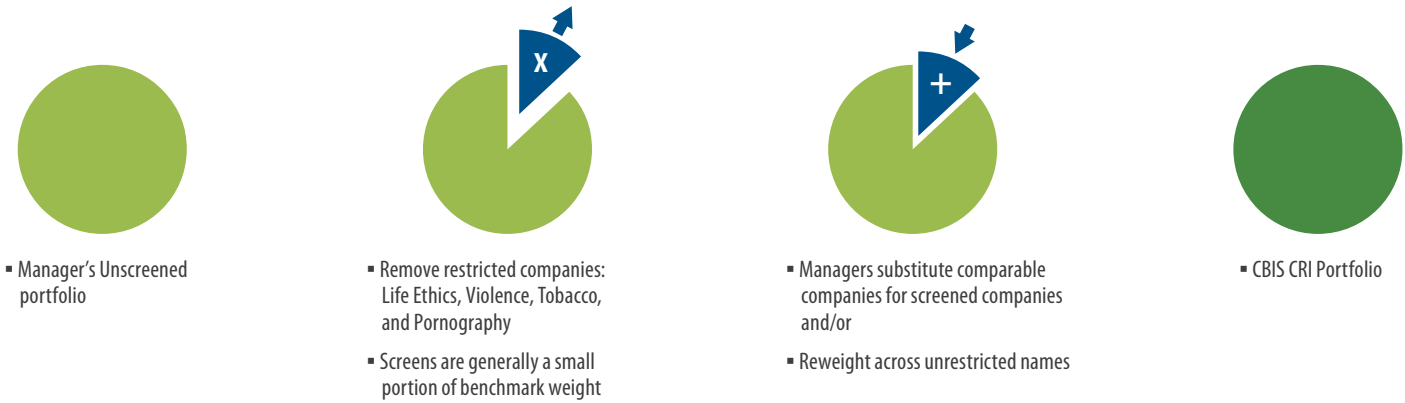 X
+
▪ Manager's Unscreened
portfolio
▪ Remove restricted companies:
Life Ethics, Violence, Tobacco,
and Pornography
▪ Screens are generally a small
portion of benchmark weight
▪ Managers substitute comparable
companies for screened companies
and/or
▪ Reweight across unrestricted names
▪ CBIS CRI Portfolio